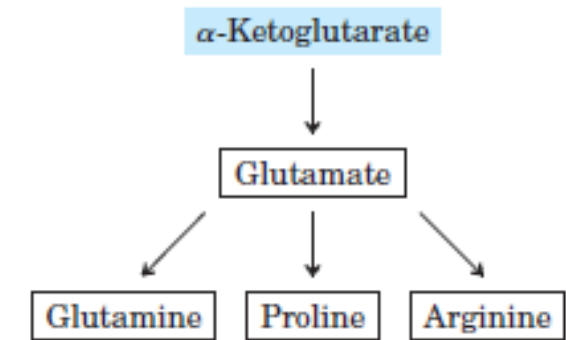 α-Ketoglutarate
Glutamate
Glutamine Proline Arginine